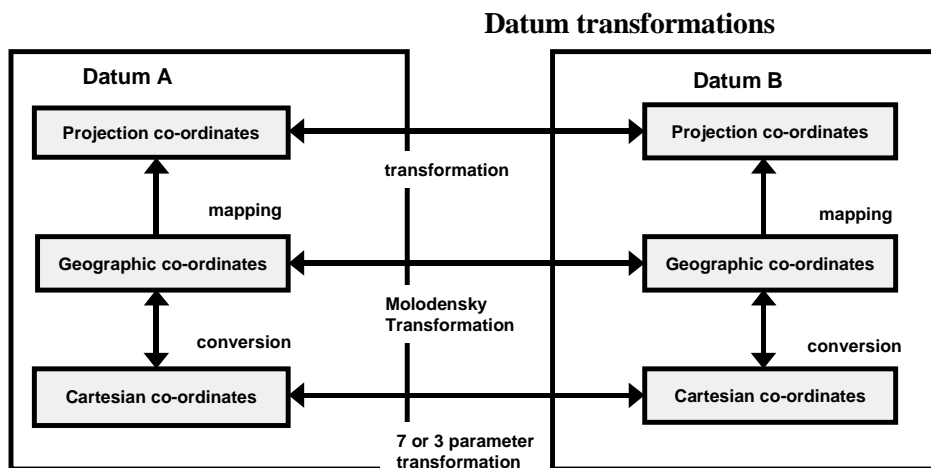 Datum transformations
Datum A
Datum B
Projection co-ordinates
Projection co-ordinates
transformation
mapping
mapping
Geographic co-ordinates
Geographic co-ordinates
Molodensky
Transformation
conversion
conversion
Cartesian co-ordinates
Cartesian co-ordinates
7 or 3 parameter
transformation